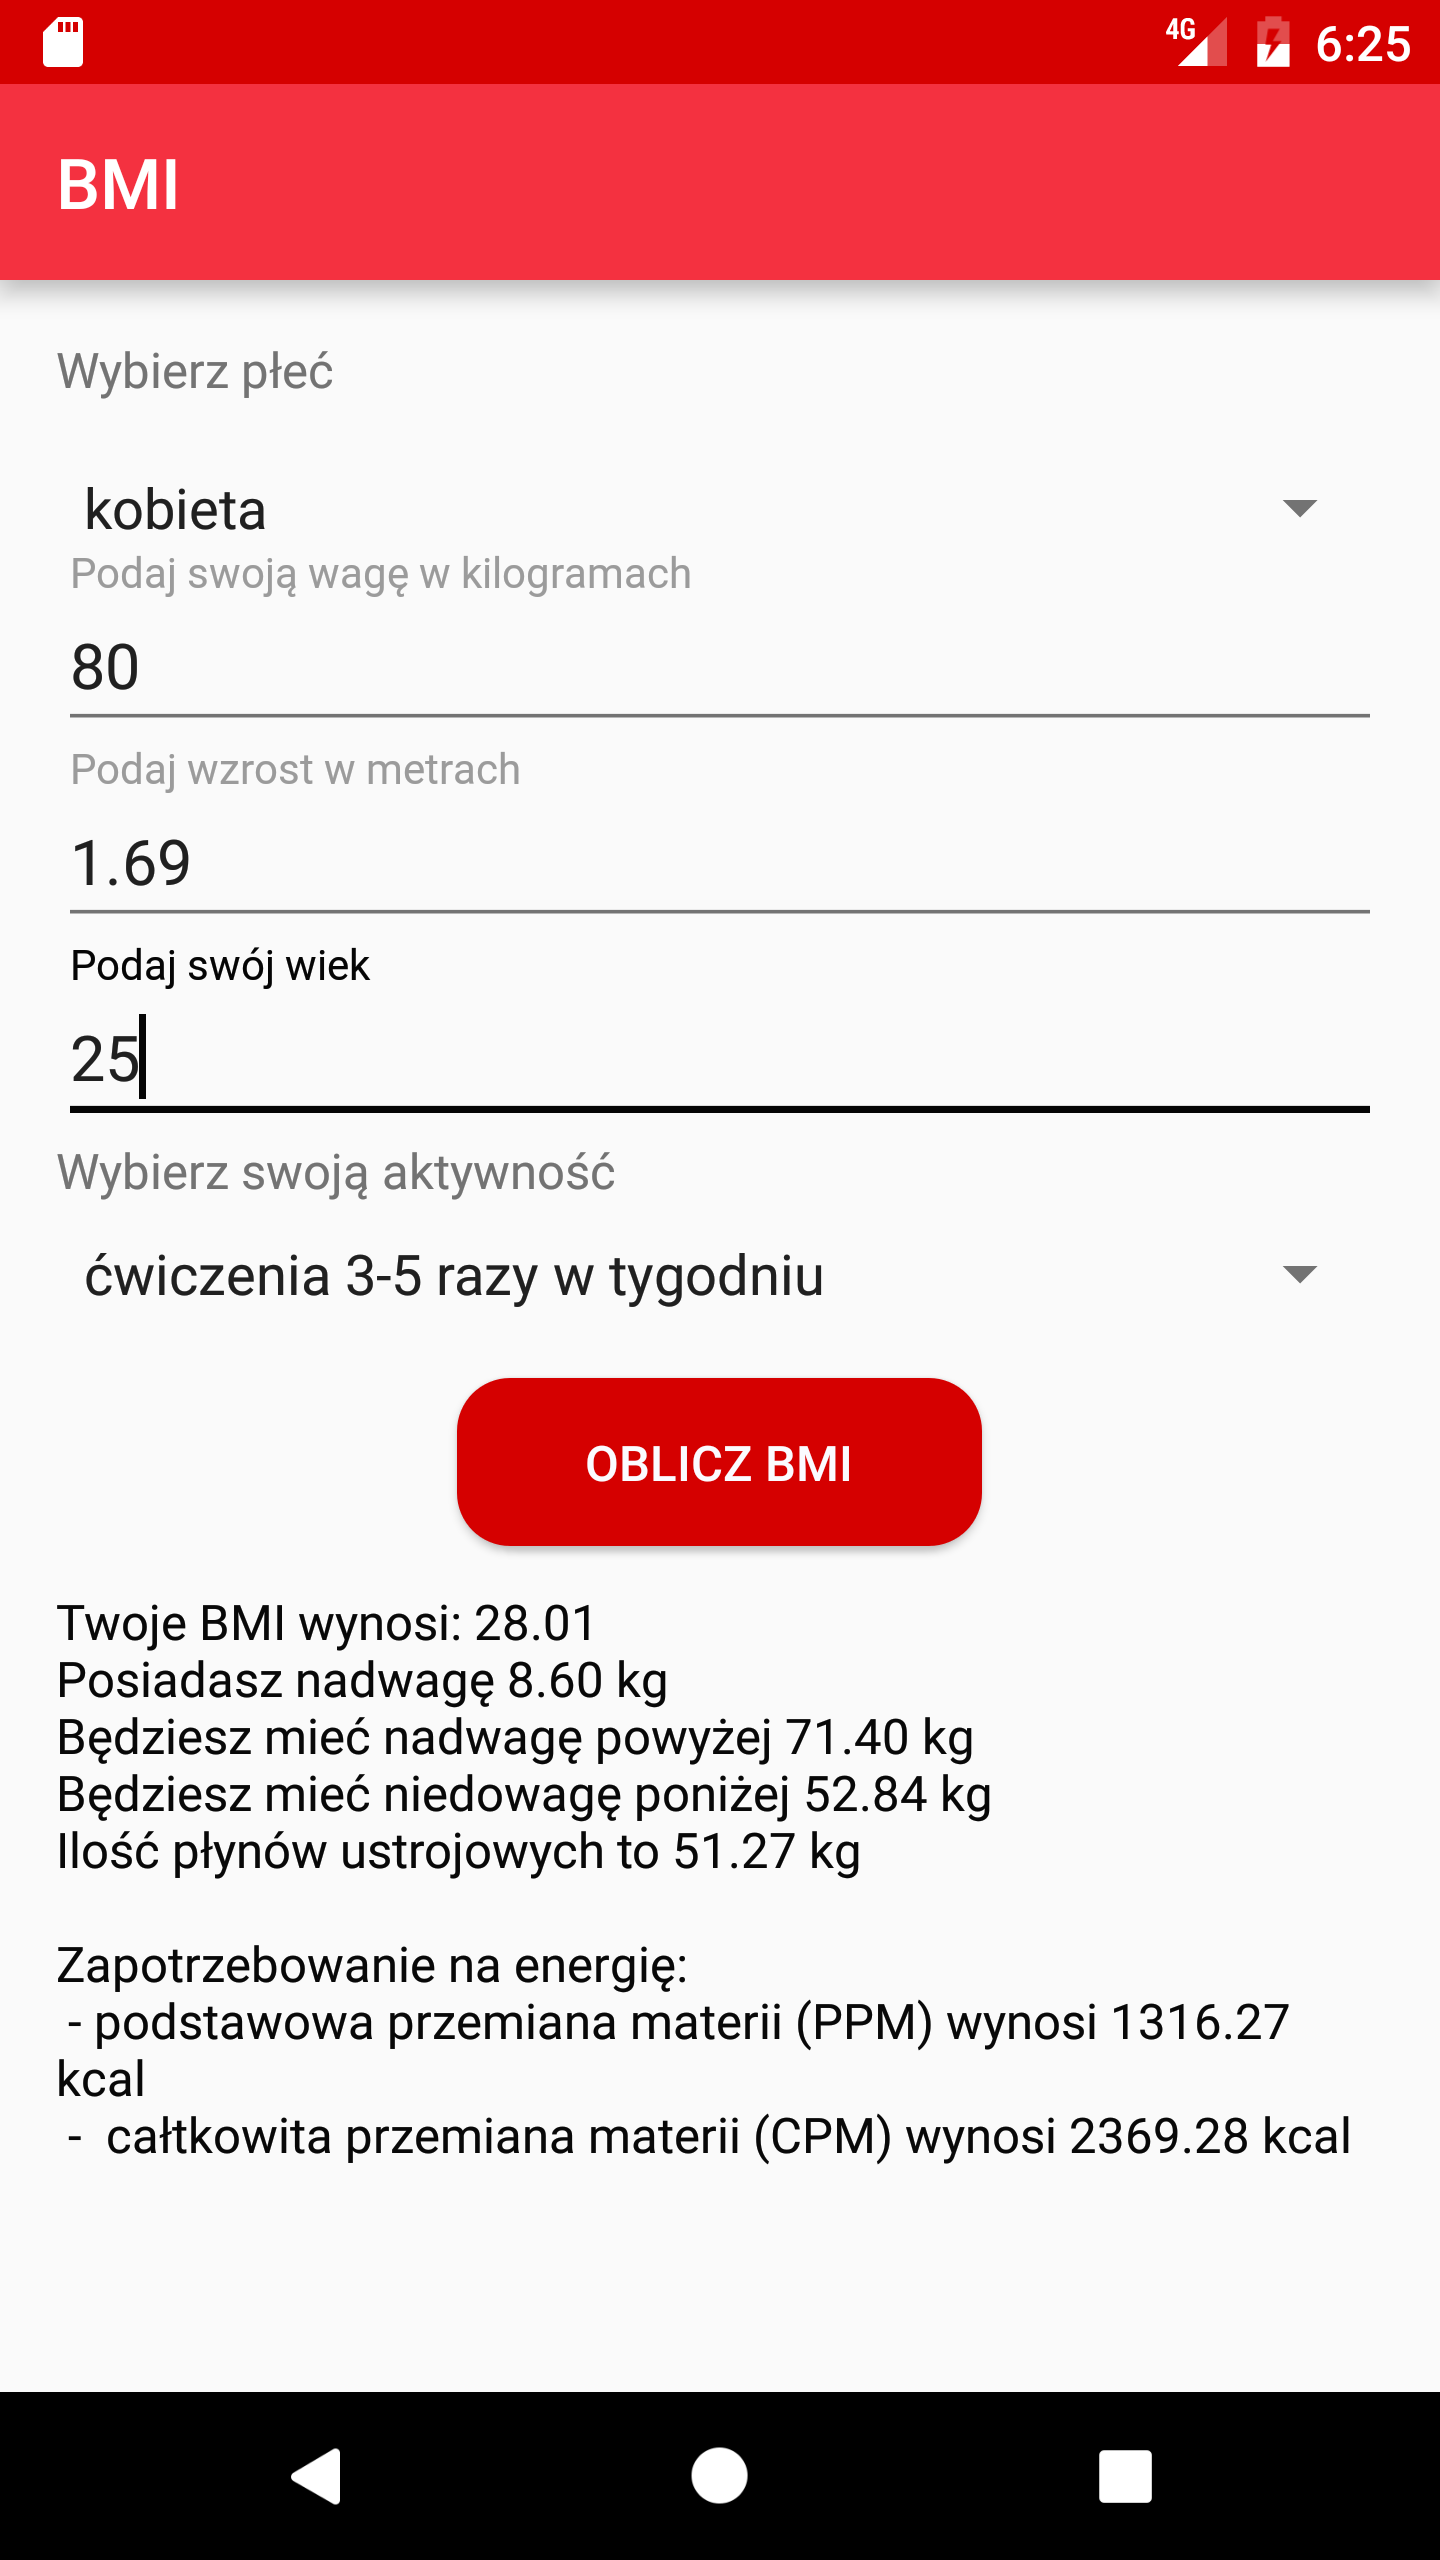 4G 6:25
BMI
Wybierz płeć
kobieta
Podaj swoją wagę w kilogramach
80
Podaj wzrost w metrach
1.69
Podaj swój wiek
25
Wybierz swoją aktywność
ćwiczenia 3-5 razy w tygodniu
OBLICZ BMI
Twoje BMI wynosi: 28.01
Posiadasz nadwagę 8.60 kg
Będziesz mieć nadwagę powyżej 71.40 kg
Będziesz mieć niedowagę poniżej 52.84 kg
Ilość płynów ustrojowych to 51.27 kg
Zapotrzebowanie na energię:
- podstawowa przemiana materii (PPM) wynosi 1316.27
kcal
- całtkowita przemiana materii (CPM) wynosi 2369.28 kcal